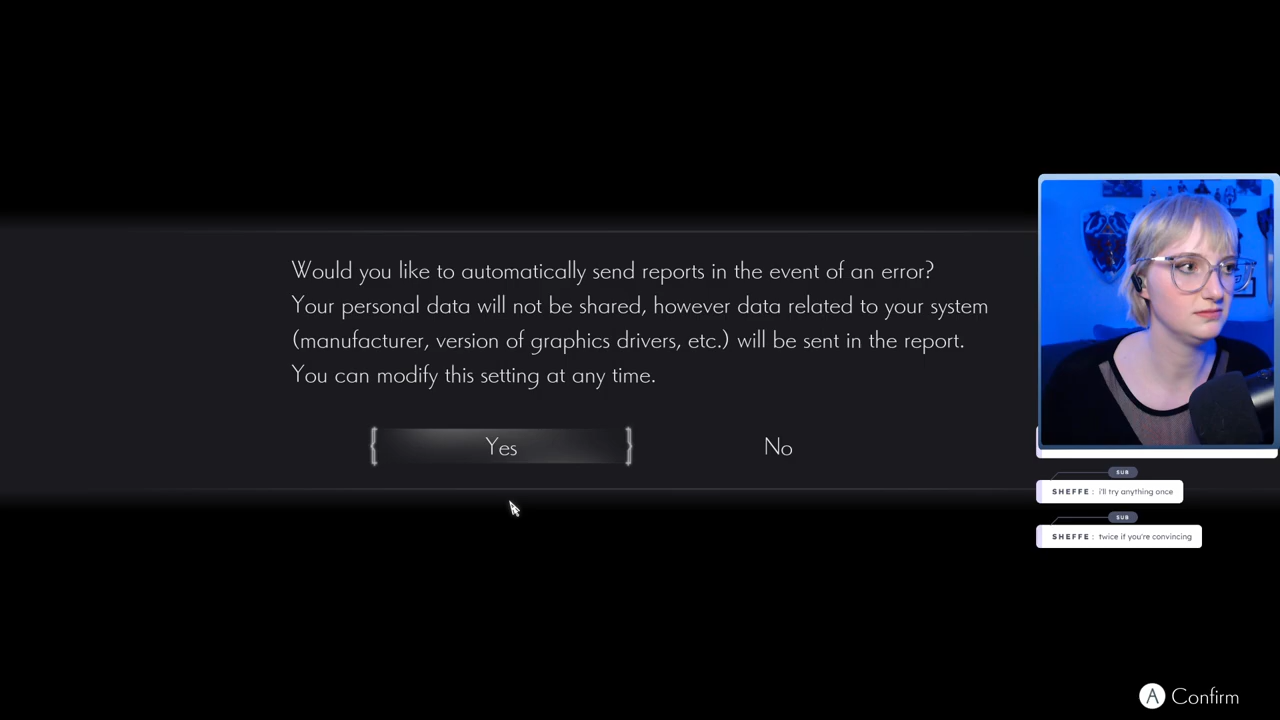 Would you like to automatically send reports in the event of an error?
Your personal data will not be shared, however data related to your system
(manufacturer, version of graphics drivers, etc.) will be sent in the report.
You can modify this setting at any time.
Yes
No
SUB
SHEFFE : i'll try anything once
SUB
SHEFFE : twice if you're convincing
A Confirm